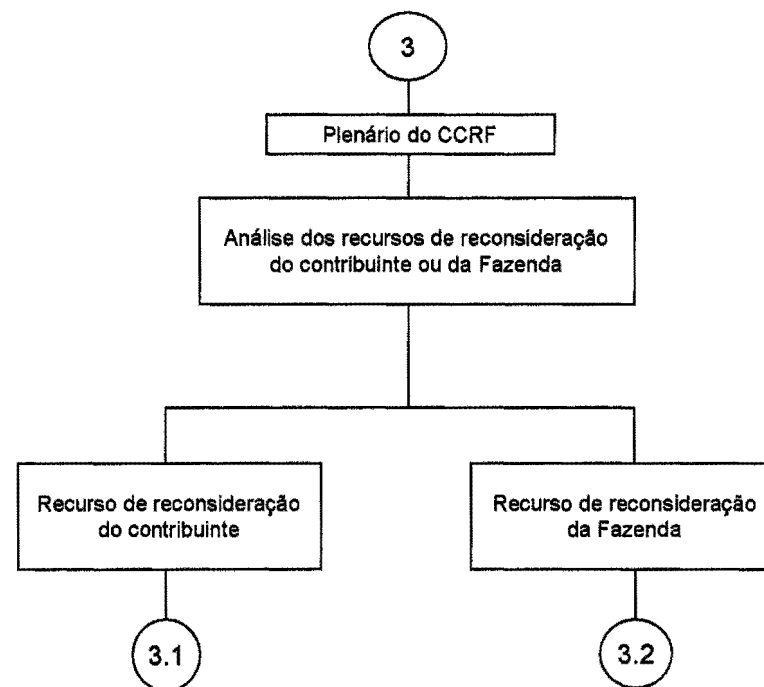 3
Plenário do CCRF
Análise dos recursos de reconsideração
do contribuinte ou da Fazenda
Recurso de reconsideração
do contribuinte
Recurso de reconsideração
da Fazenda
3.1
3.2